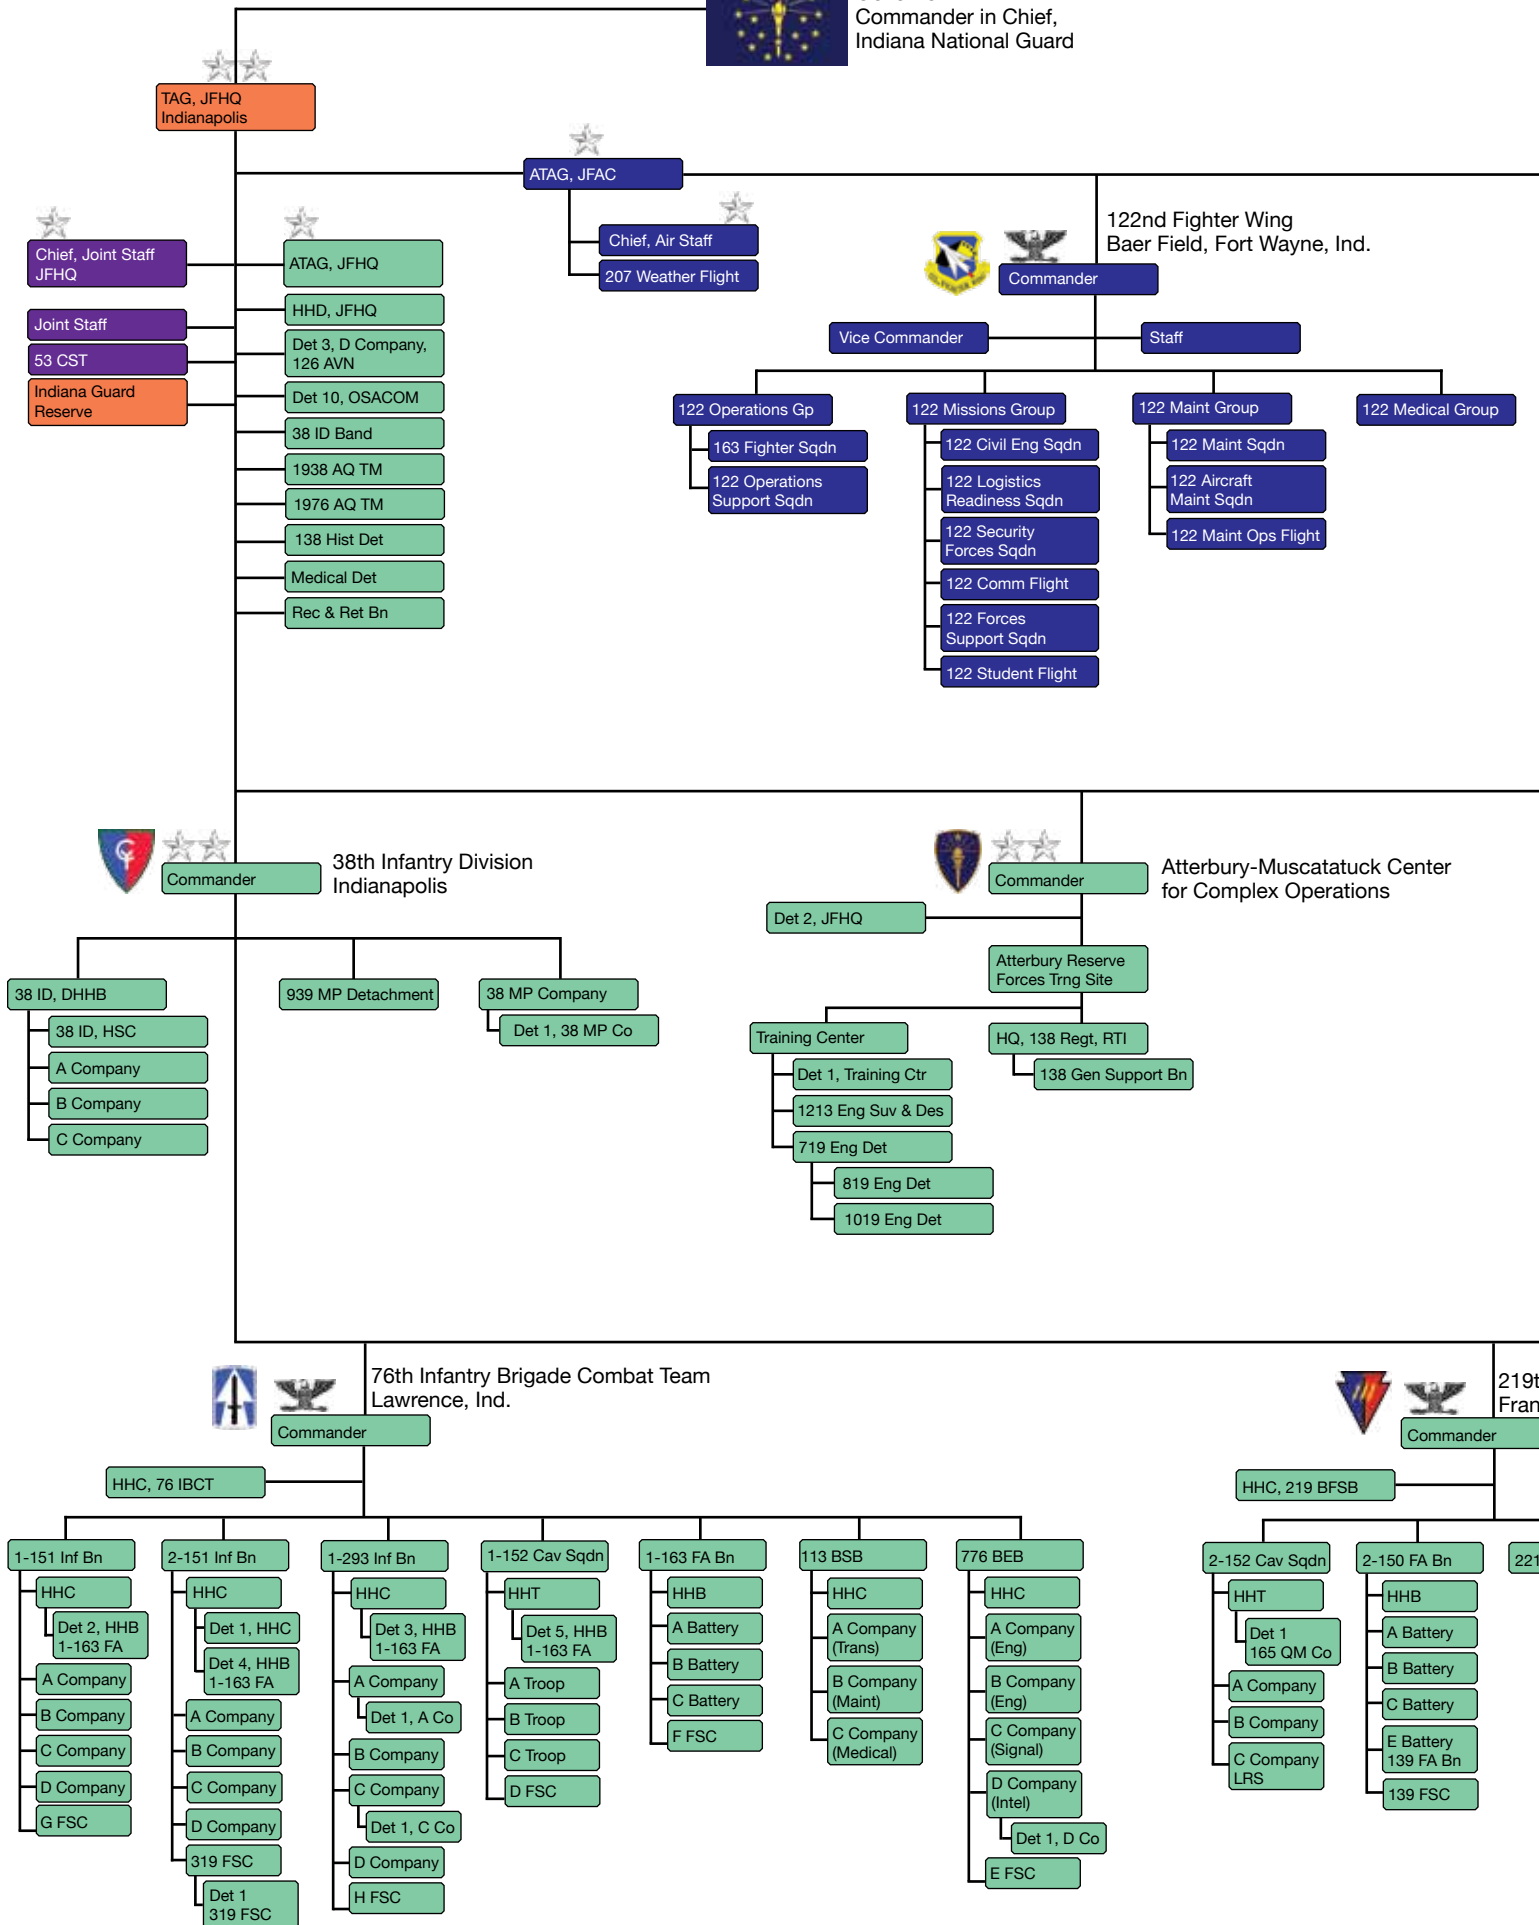 Commander in Chief,
Indiana National Guard
TAG, JFHQ
Indianapolis
ATAG, JFAC
Chief, Air Staff
207 Weather Flight
Chief, Joint Staff
JFHQ
Joint Staff
53 CST
Indiana Guard
Reserve
ATAG, JFHQ
HHD, JFHQ
Det 3, D Company,
126 AVN
Det 10, OSACOM
38 ID Band
1938 AQ TM
1976 AQ TM
138 Hist Det
Medical Det
Rec & Ret Bn
122nd Fighter Wing
Baer Field, Fort Wayne, Ind.
Commander
Vice Commander
Staff
122 Operations Gp
163 Fighter Sqdn
122 Operations
Support Sqdn
122 Missions Group
122 Civil Eng Sqdn
122 Logistics
Readiness Sqdn
122 Security
Forces Sqdn
122 Comm Flight
122 Forces
Support Sqdn
122 Student Flight
122 Maint Group
122 Maint Sqdn
122 Aircraft
Maint Sqdn
122 Maint Ops Flight
122 Medical Group
38th Infantry Division
Indianapolis
Commander
38 ID, DHHB
38 ID, HSC
A Company
B Company
C Company
939 MP Detachment
38 MP Company
Det 1, 38 MP Co
Atterbury-Muscatatuck Center
for Complex Operations
Commander
Det 2, JFHQ
Atterbury Reserve
Forces Trng Site
Training Center
Det 1, Training Ctr
1213 Eng Suv & Des
719 Eng Det
819 Eng Det
1019 Eng Det
HQ, 138 Regt, RTI
138 Gen Support Bn
76th Infantry Brigade Combat Team
Lawrence, Ind.
Commander
HHC, 76 IBCT
1-151 Inf Bn
HHC
Det 2, HHB
1-163 FA
A Company
B Company
C Company
D Company
G FSC
2-151 Inf Bn
HHC
Det 1, HHC
Det 4, HHB
1-163 FA
A Company
B Company
C Company
D Company
319 FSC
Det 1
319 FSC
1-293 Inf Bn
HHC
Det 3, HHB
1-163 FA
A Company
Det 1, A Co
B Company
C Company
Det 1, C Co
D Company
H FSC
1-152 Cav Sqdn
HHT
Det 5, HHB
1-163 FA
A Troop
B Troop
C Troop
D FSC
1-163 FA Bn
HHB
A Battery
B Battery
C Battery
F FSC
113 BSB
HHC
A Company
(Trans)
B Company
(Maint)
C Company
(Medical)
776 BEB
HHC
A Company
(Eng)
B Company
(Eng)
C Company
(Signal)
D Company
(Intel)
Det 1, D Co
E FSC
219t
Fran
Commander
HHC, 219 BFSB
2-152 Cav Sqdn
HHT
Det 1
165 QM Co
A Company
B Company
C Company
LRS
2-150 FA Bn
HHB
A Battery
B Battery
C Battery
E Battery
139 FA Bn
139 FSC
221